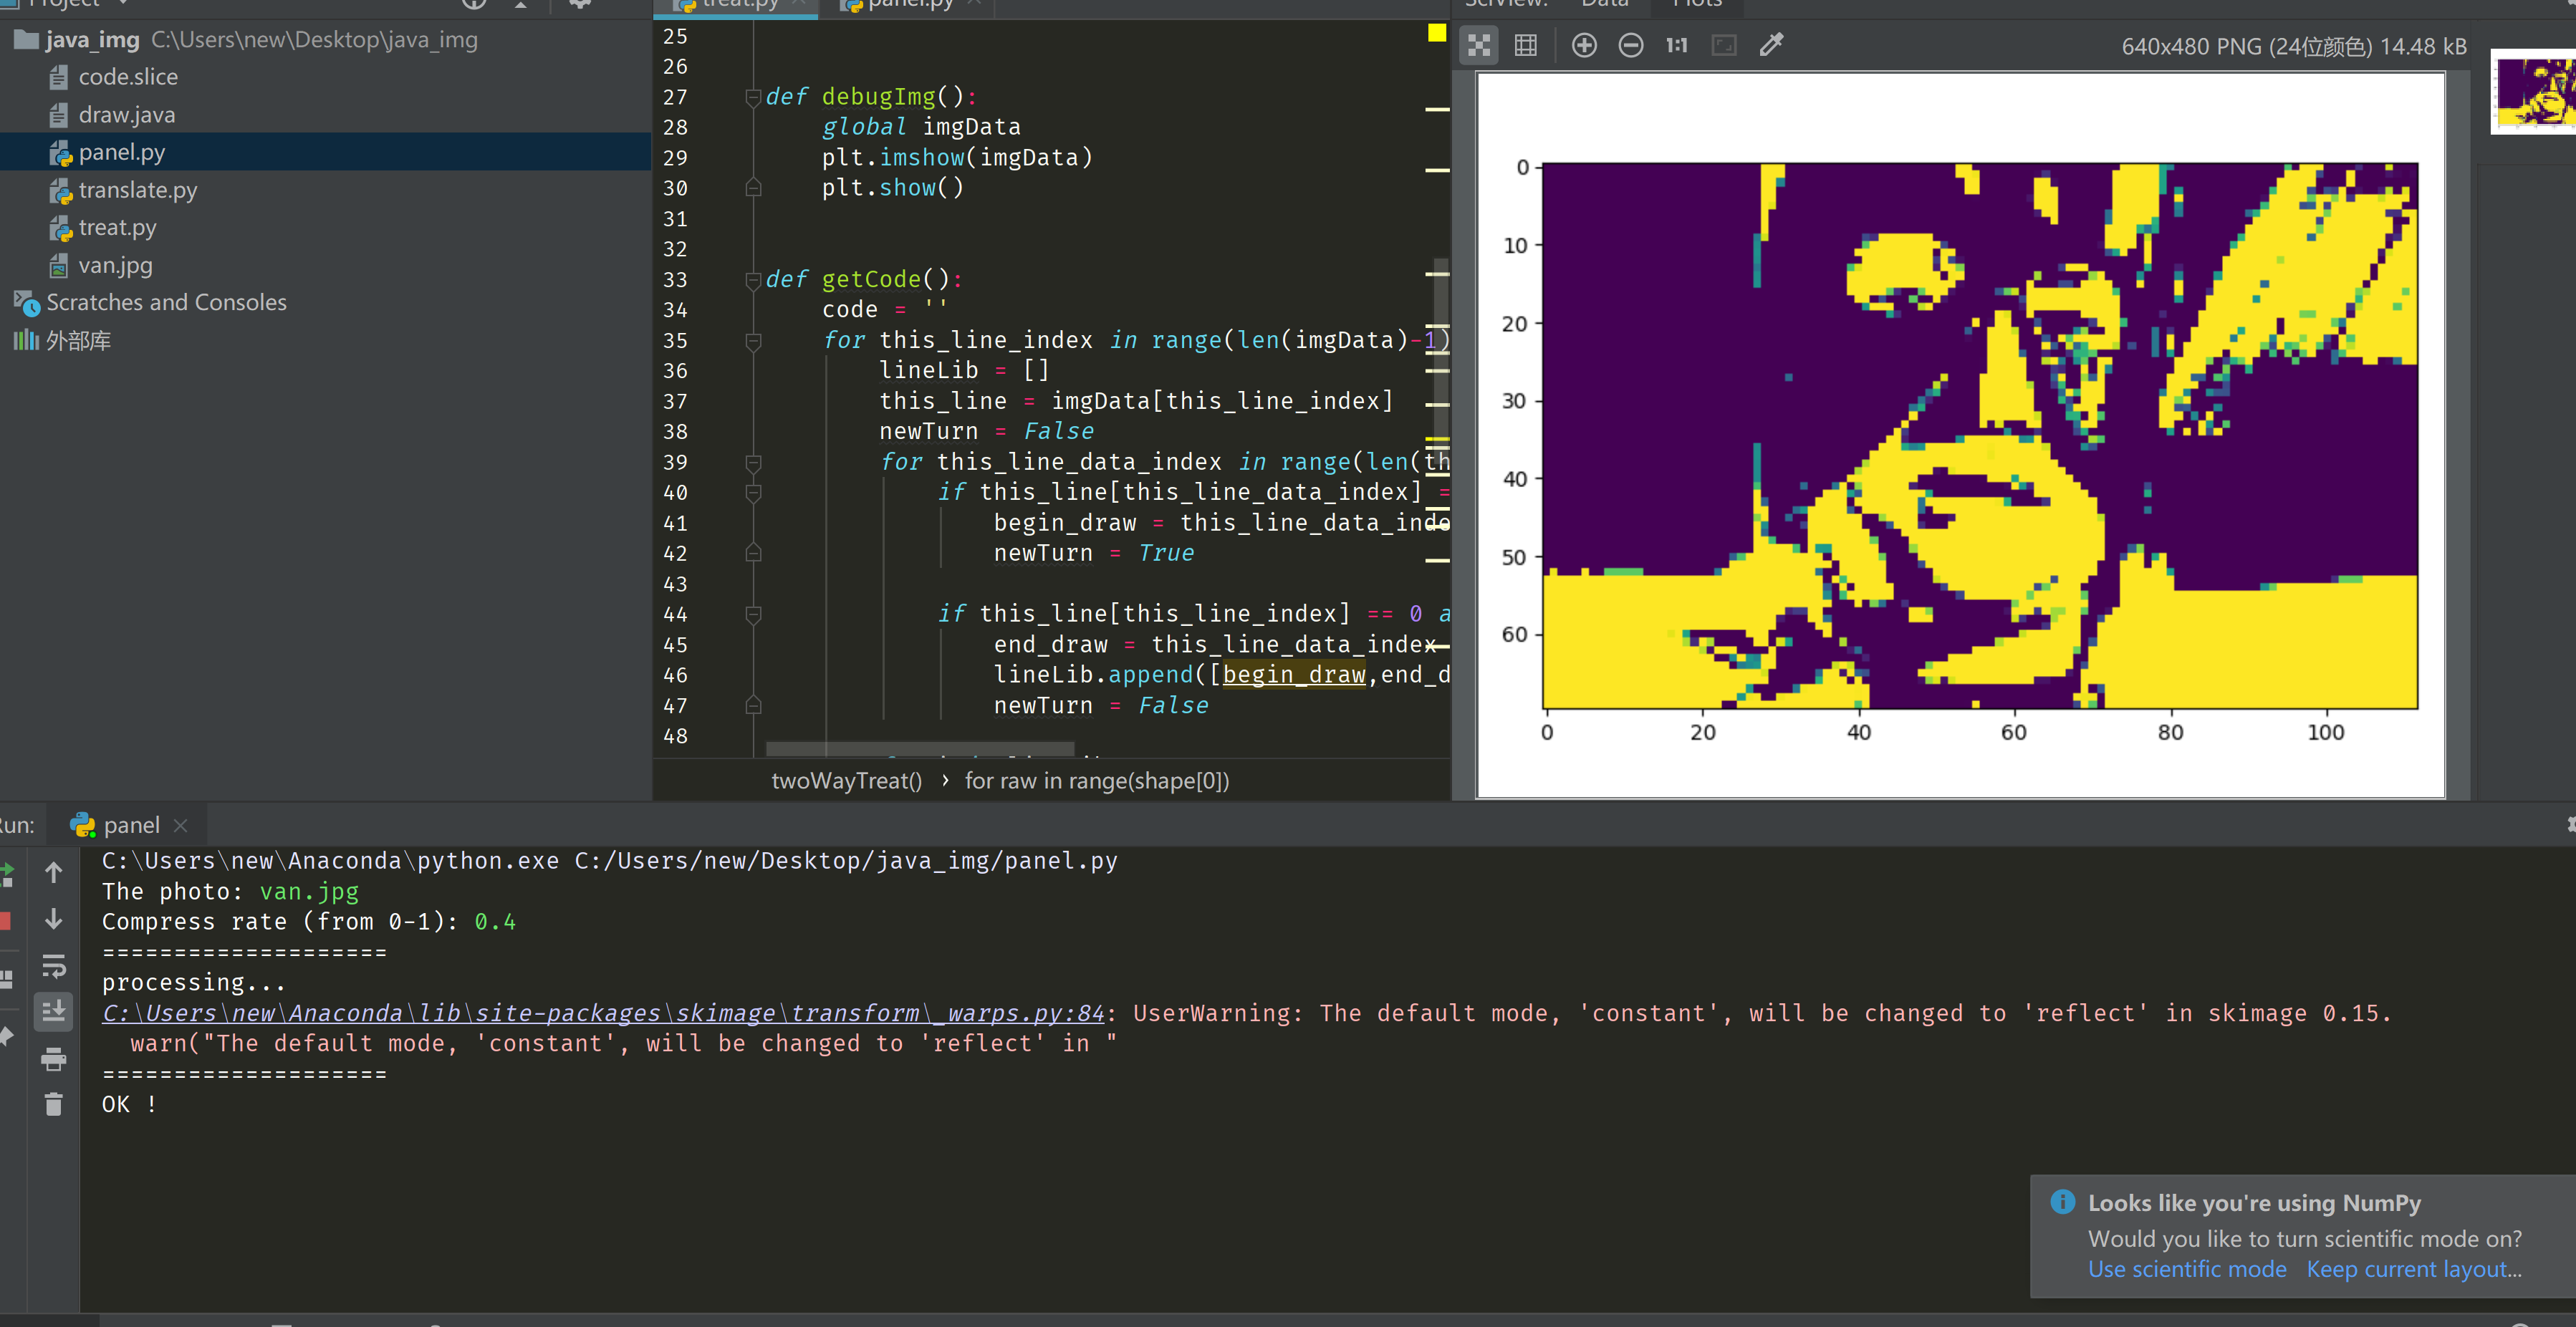 Project
java_img C:\Users\new\Desktop\java_img
code.slice
draw.java
panel.py
translate.py
treat.py
van.jpg
Scratches and Consoles
外部库
treat.py
panel.py
25
26
27 def debugImg():
28 global imgData
29 plt.imshow(imgData)
30 plt.show()
31
32
33 def getCode():
34 code = ''
35 for this_line_index in range(len(imgData)-1)
36 lineLib = []
37 this_line = imgData[this_line_index]
38 newTurn = False
39 for this_line_data_index in range(len(th
40 if this_line[this_line_data_index] =
41 begin_draw = this_line_data_inde
42 newTurn = True
43
44 if this_line[this_line_index] == 0 a
45 end_draw = this_line_data_index
46 lineLib.append([begin_draw,end_d
47 newTurn = False
48
twoWayTreat() › for raw in range(shape[0])
SciView: Data Plots
1:1
640x480 PNG (24位颜色) 14.48 kB
0
10
20
30
40
50
60
0 20 40 60 80 100
Run: panel
C:\Users\new\Anaconda\python.exe C:/Users/new/Desktop/java_img/panel.py
The photo: van.jpg
Compress rate (from 0-1): 0.4
====================
processing...
C:\Users\new\Anaconda\lib\site-packages\skimage\transform\_warps.py:84: UserWarning: The default mode, 'constant', will be changed to 'reflect' in skimage 0.15.
warn("The default mode, 'constant', will be changed to 'reflect' in "
====================
OK !
Looks like you're using NumPy
Would you like to turn scientific mode on?
Use scientific mode Keep current layout...